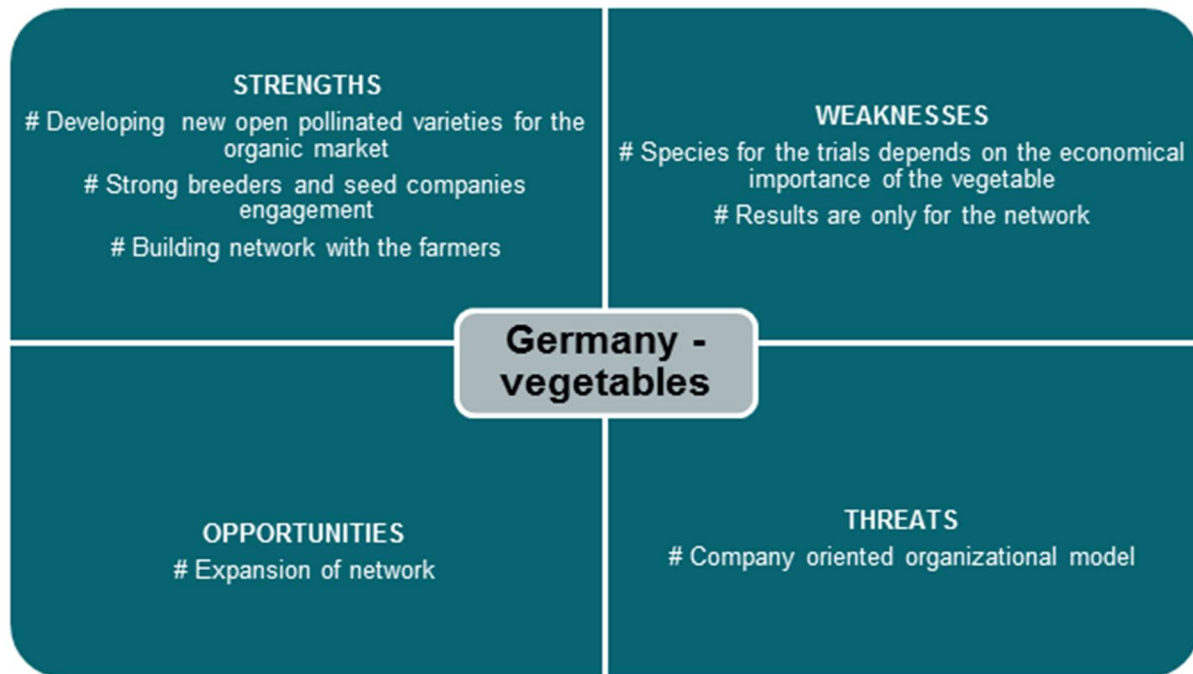 STRENGTHS
# Developing new open pollinated varieties for the
organic market
# Strong breeders and seed companies
engagement
# Building network with the farmers
WEAKNESSES
# Species for the trials depends on the economical
importance of the vegetable
# Results are only for the network
Germany -
vegetables
OPPORTUNITIES
# Expansion of network
THREATS
# Company oriented organizational model